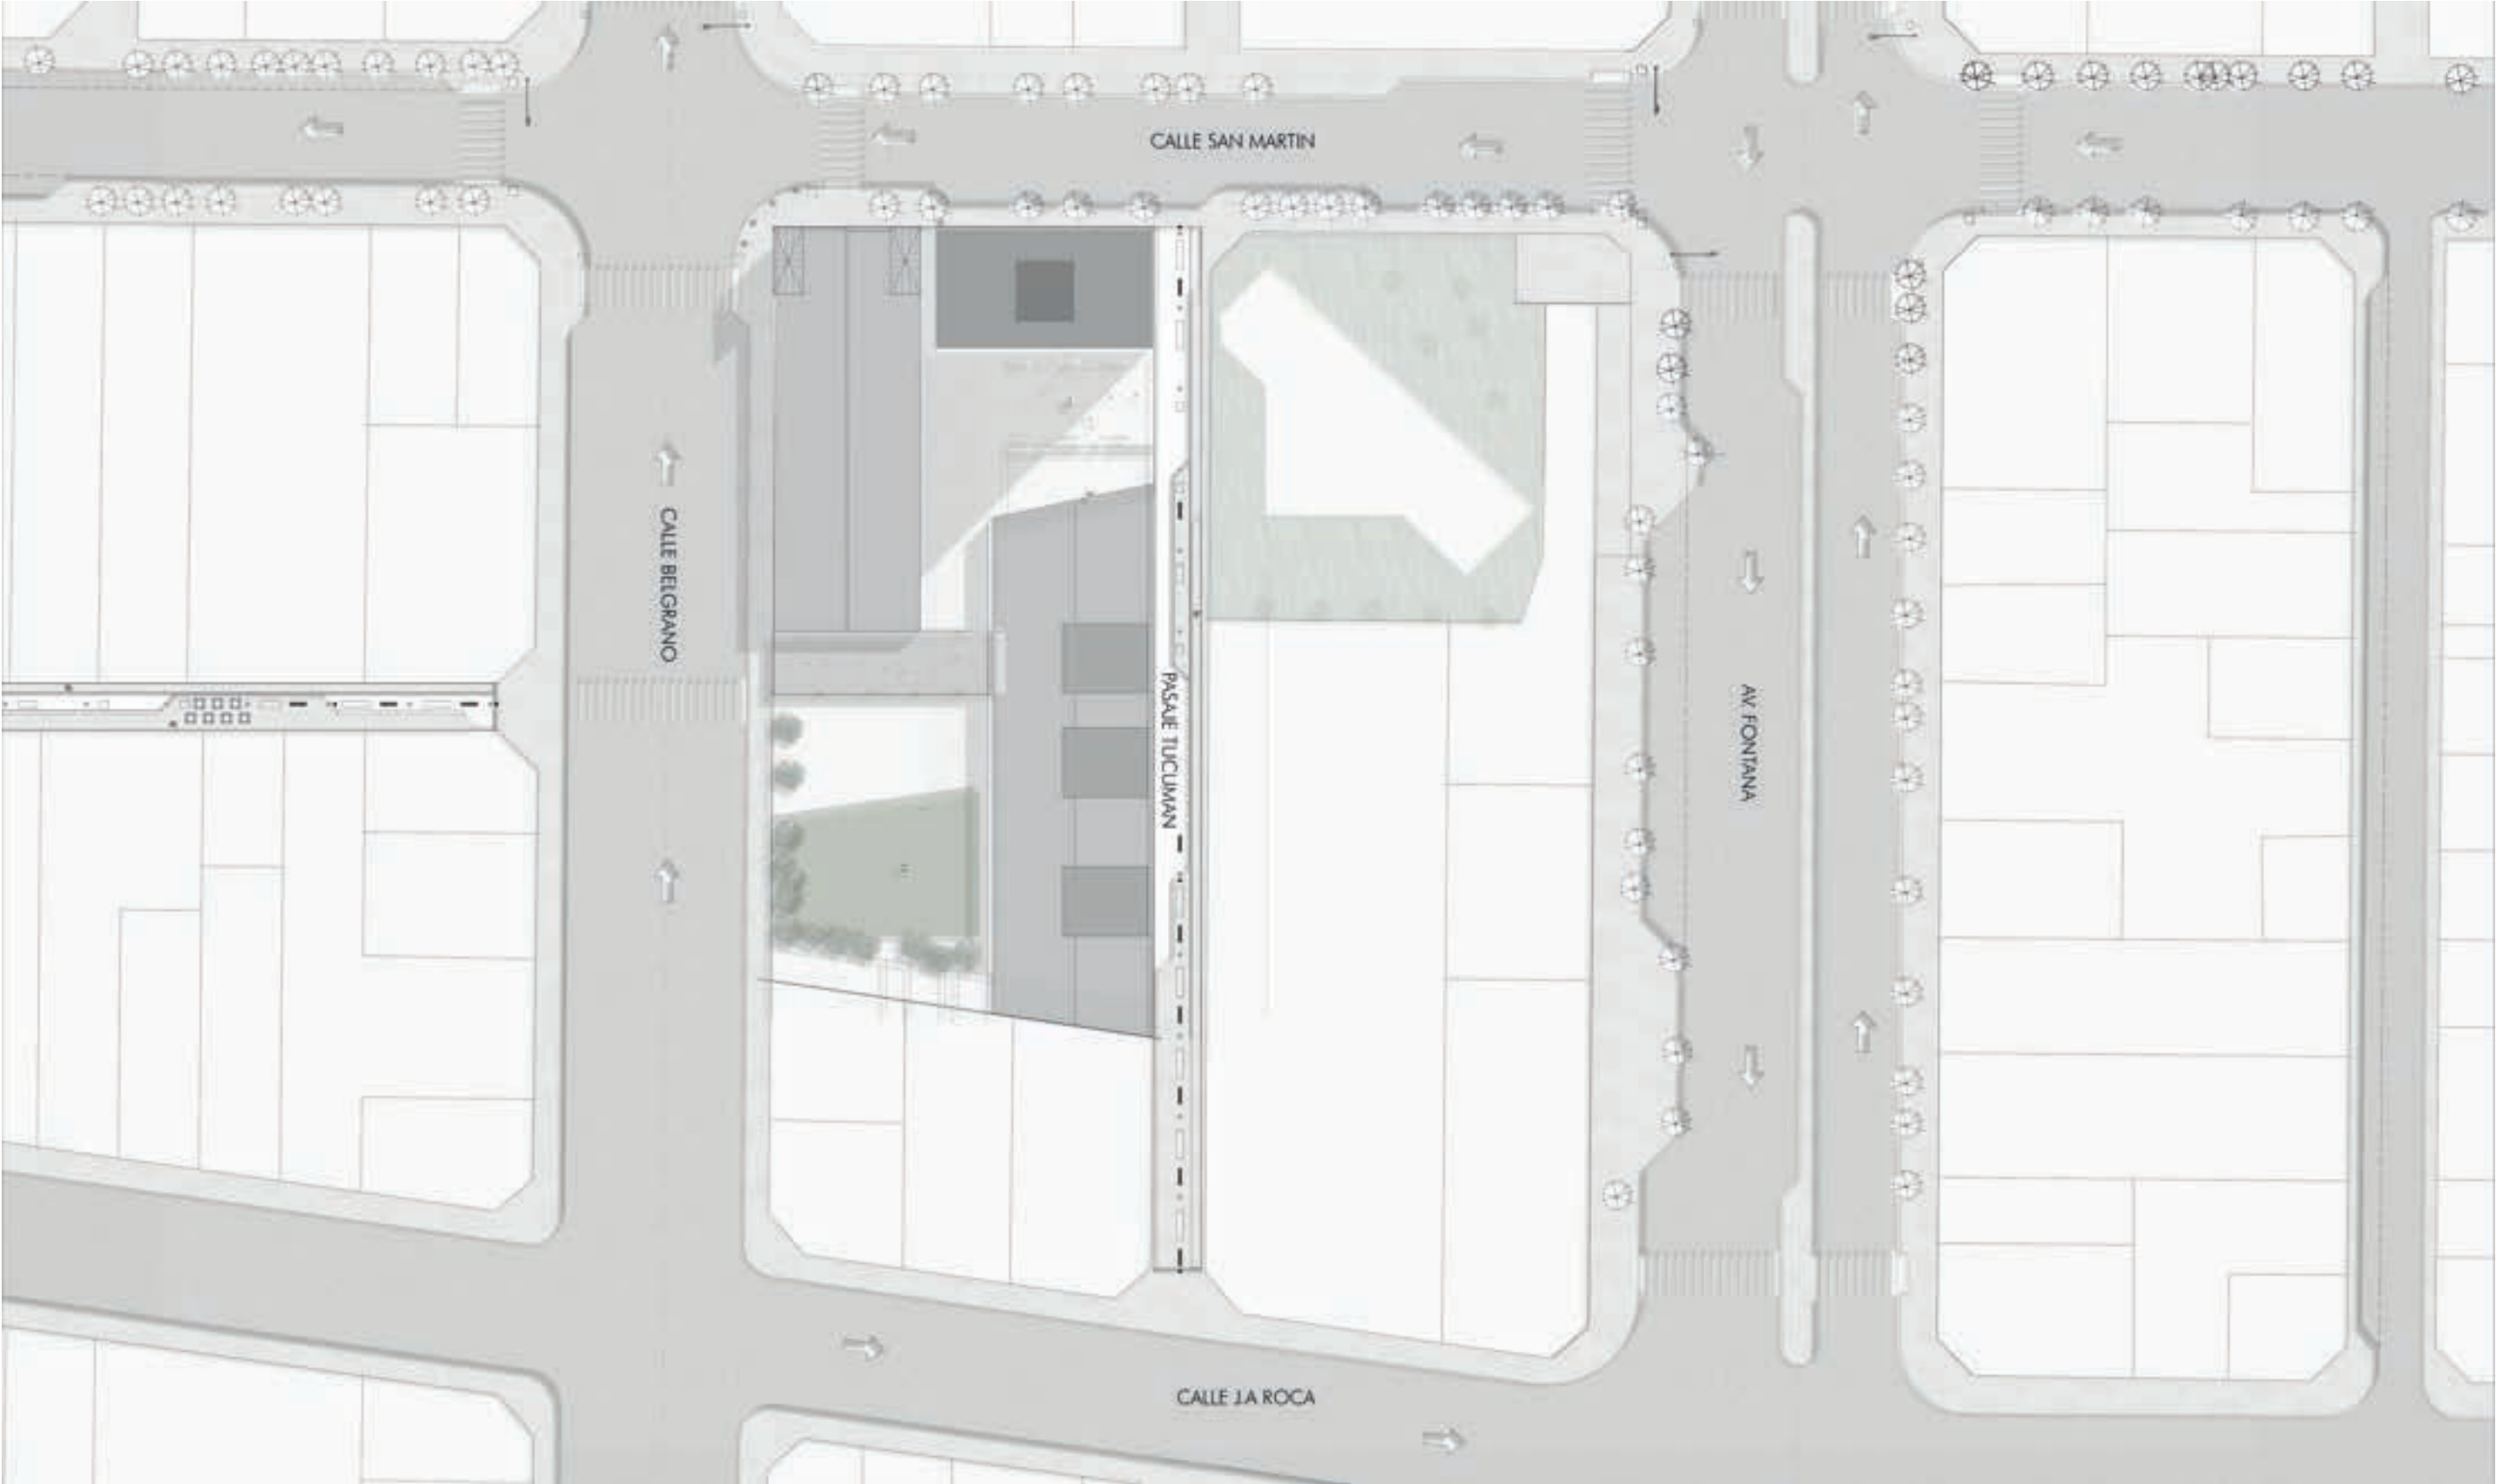 CALLE SAN MARTIN
CALLE BELGRANO
PASAJE TUCUMAN
AV. FONTANA
CALLE J.A ROCA